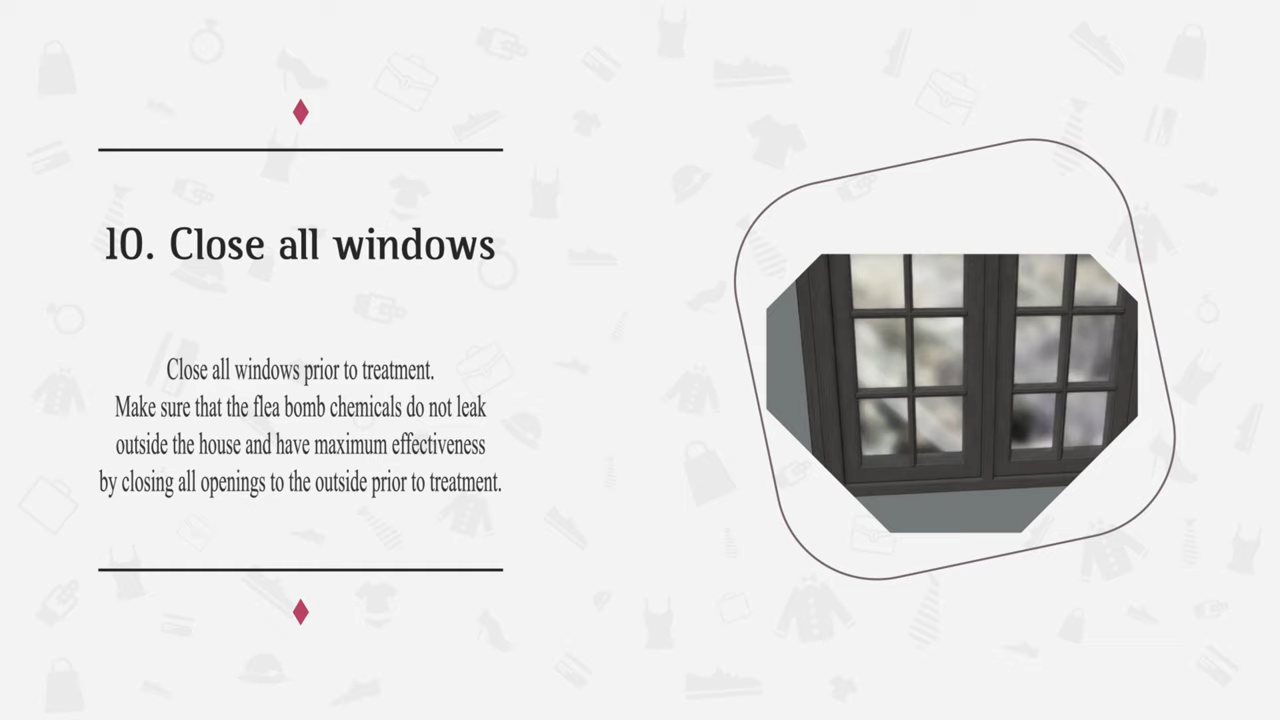 10. Close all windows
Close all windows prior to treatment.
Make sure that the flea bomb chemicals do not leak
outside the house and have maximum effectiveness
by closing all openings to the outside prior to treatment.